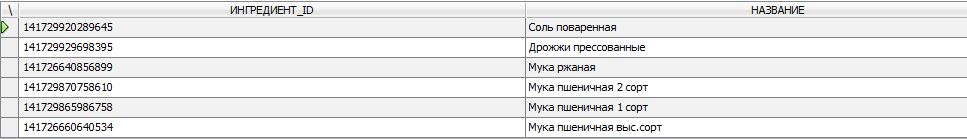 \ ИНГРЕДИЕНТ_ID НАЗВАНИЕ
141729920289645 Соль поваренная
141729929698395 Дрожжи прессованные
141726640856899 Мука ржаная
141729870758610 Мука пшеничная 2 сорт
141729865986758 Мука пшеничная 1 сорт
141726660640534 Мука пшеничная выс.сорт